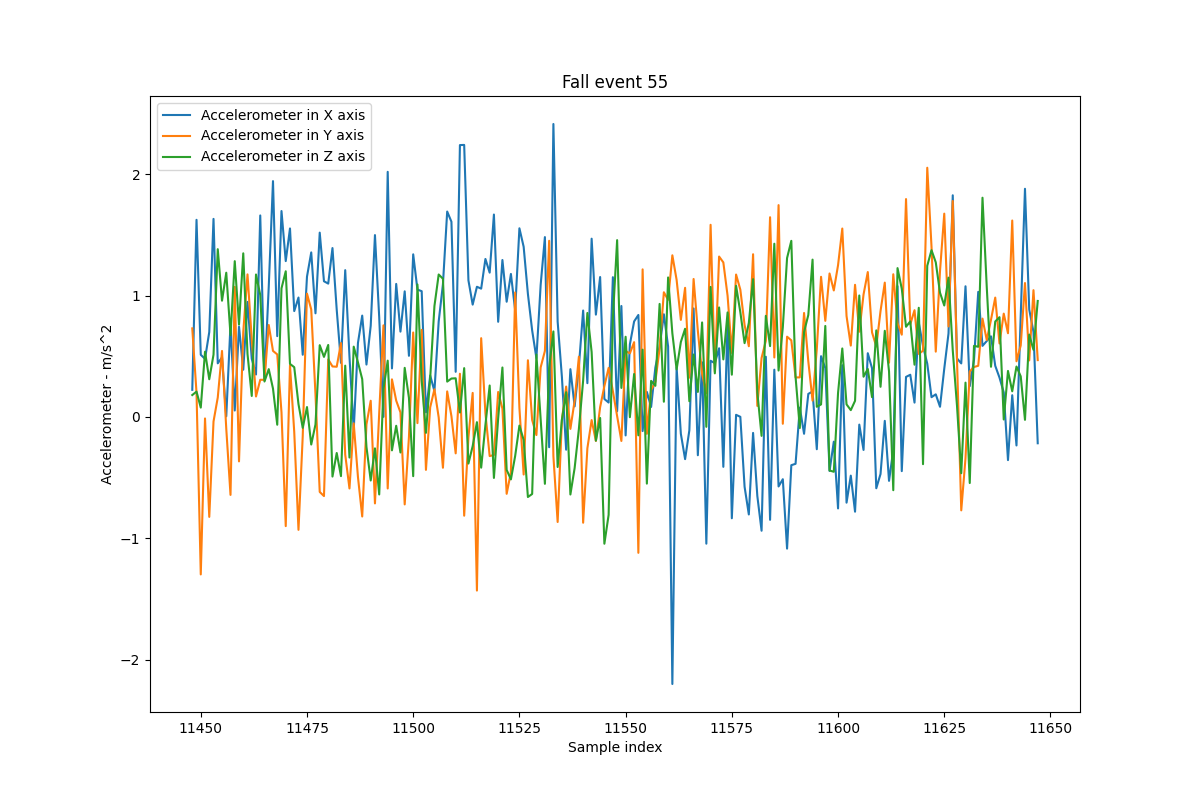 Fall event 55
Accelerometer in X axis
Accelerometer in Y axis
Accelerometer in Z axis
2
1
0
−1
−2
Accelerometer - m/s^2
11450 11475 11500 11525 11550 11575 11600 11625 11650
Sample index